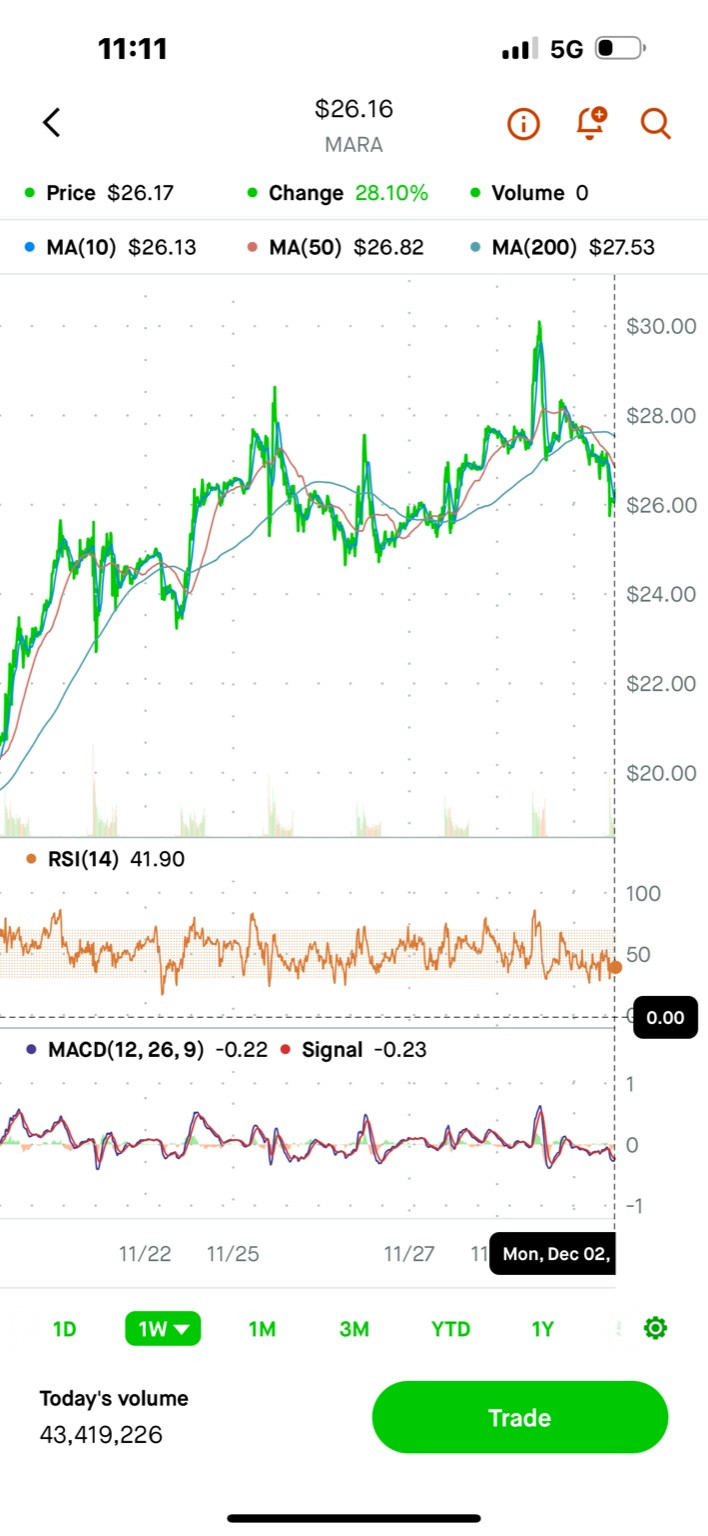 11:11 5G
$26.16
MARA
Price $26.17 Change 28.10% Volume 0
MA(10) $26.13 MA(50) $26.82 MA(200) $27.53
$30.00
$28.00
$26.00
$24.00
$22.00
$20.00
RSI(14) 41.90
100
50
0.00
MACD(12, 26, 9) -0.22 Signal -0.23
1
0
-1
11/22 11/25 11/27 11 Mon, Dec 02,
1D 1W 1M 3M YTD 1Y
Today's volume
43,419,226
Trade